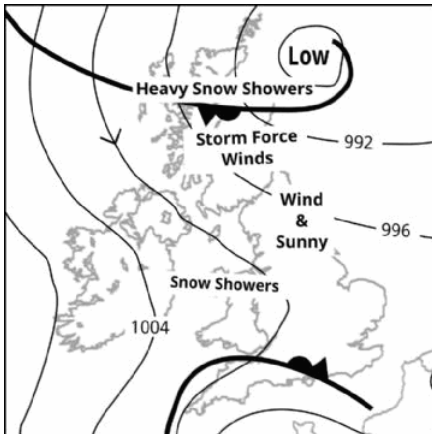 Low
Heavy Snow Showers
Storm Force
Winds
992
Wind
&
Sunny
996
Snow Showers
1004